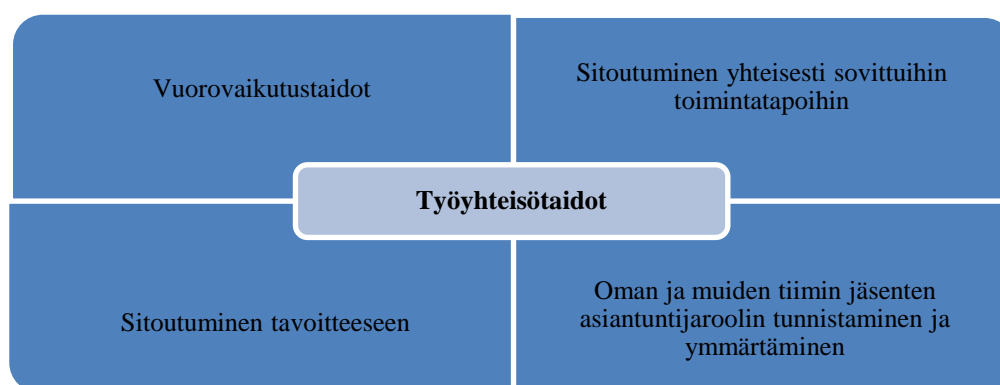 Vuorovaikutustaidot
Sitoutuminen yhteisesti sovittuihin
toimintatapoihin
Työyhteisötaidot
Sitoutuminen tavoitteeseen
Oman ja muiden tiimin jäsenten
asiantuntijaroolin tunnistaminen ja
ymmärtäminen